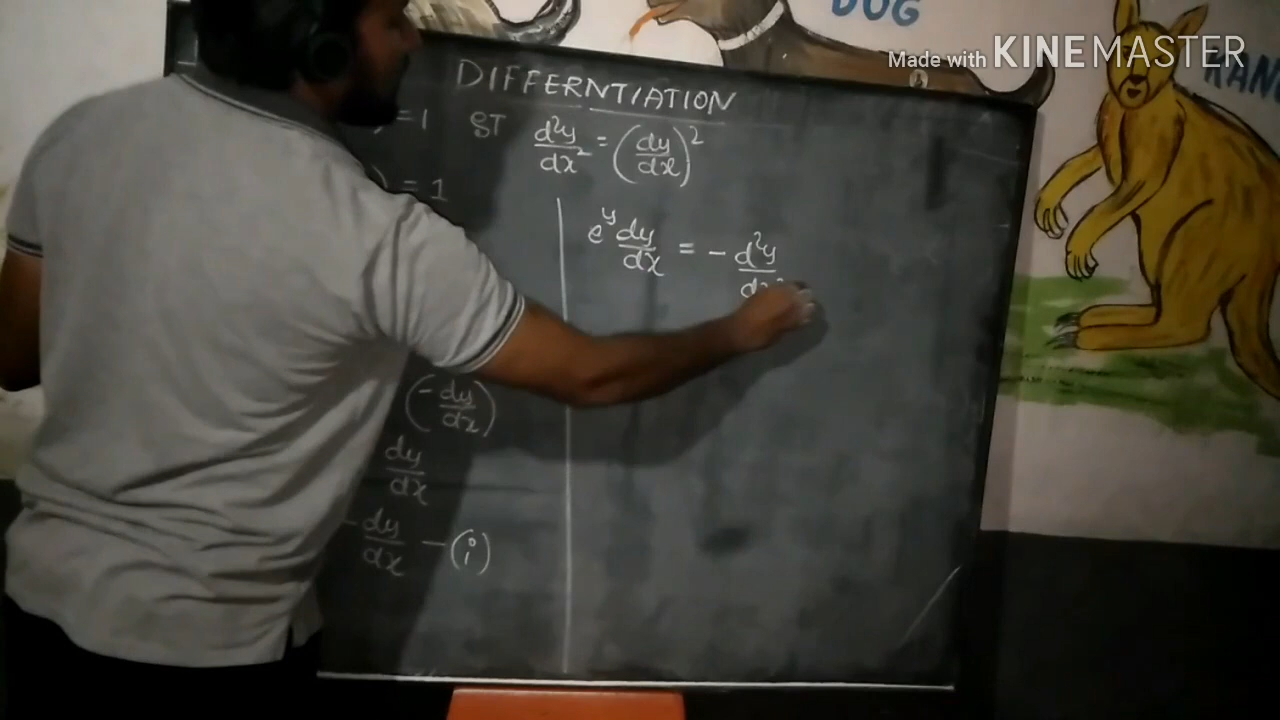 DOG
Made with KINEMASTER
KAN
DIFFERNTIATION
=1 ST d²y/dx² = (dy/dx)²
) = 1
e^y dy/dx = - d²y/dx²
(-dy/dx)
dy/dx
- dy/dx - (i)